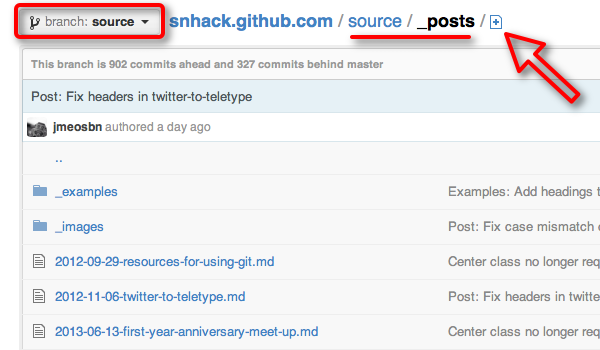 branch: source snhack.github.com / source / _posts /
This branch is 902 commits ahead and 327 commits behind master
Post: Fix headers in twitter-to-teletype
jmeosbn authored a day ago
..
_examples Examples: Add headings t
_images Post: Fix case mismatch
2012-09-29-resources-for-using-git.md Center class no longer req
2012-11-06-twitter-to-teletype.md Post: Fix headers in twitte
2013-06-13-first-year-anniversary-meet-up.md Center class no longer req